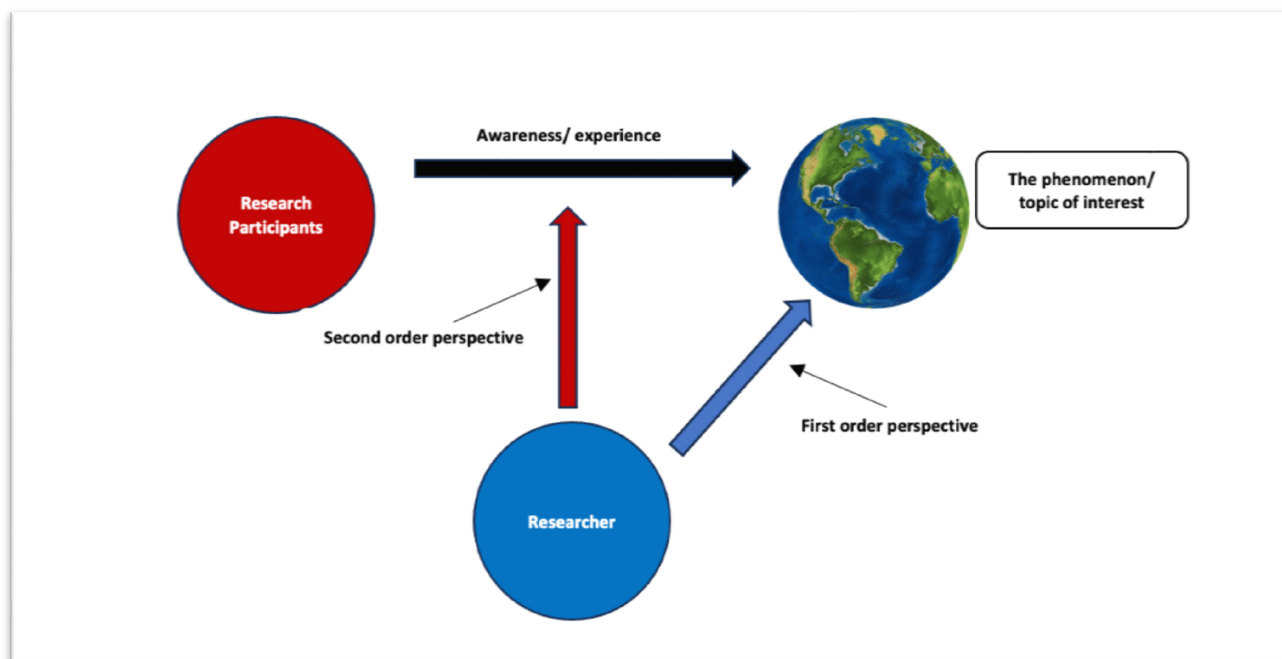 Awareness/ experience
Research
Participants
The phenomenon/
topic of interest
Second order perspective
First order perspective
Researcher